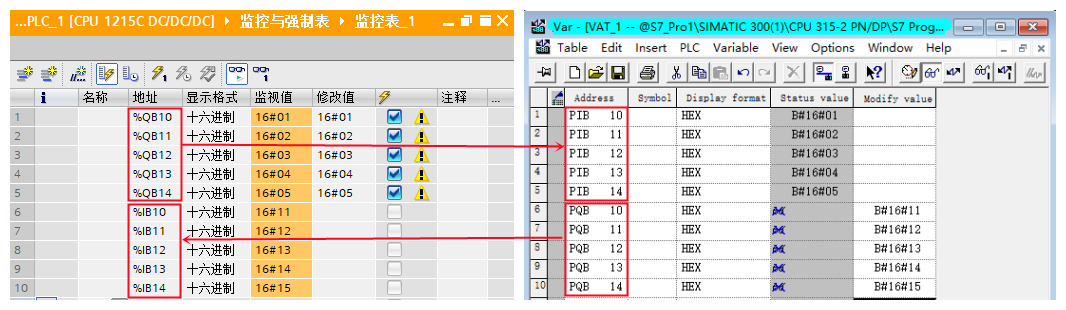 ...PLC_1 [CPU 1215C DC/DC/DC] 监控与强制表 监控表_1
i 名称 地址 显示格式 监视值 修改值 注释 ...
1 %QB10 十六进制 16#01 16#01
2 %QB11 十六进制 16#02 16#02
3 %QB12 十六进制 16#03 16#03
4 %QB13 十六进制 16#04 16#04
5 %QB14 十六进制 16#05 16#05
6 %IB10 十六进制 16#11
7 %IB11 十六进制 16#12
8 %IB12 十六进制 16#13
9 %IB13 十六进制 16#14
10 %IB14 十六进制 16#15
Var - [VAT_1 -- @S7_Pro1\SIMATIC 300(1)\CPU 315-2 PN/DP\S7 Prog...
Table Edit Insert PLC Variable View Options Window Help
Address Symbol Display format Status value Modify value
1 PIB 10 HEX B#16#01
2 PIB 11 HEX B#16#02
3 PIB 12 HEX B#16#03
4 PIB 13 HEX B#16#04
5 PIB 14 HEX B#16#05
6 PQB 10 HEX B#16#11
7 PQB 11 HEX B#16#12
8 PQB 12 HEX B#16#13
9 PQB 13 HEX B#16#14
10 PQB 14 HEX B#16#15